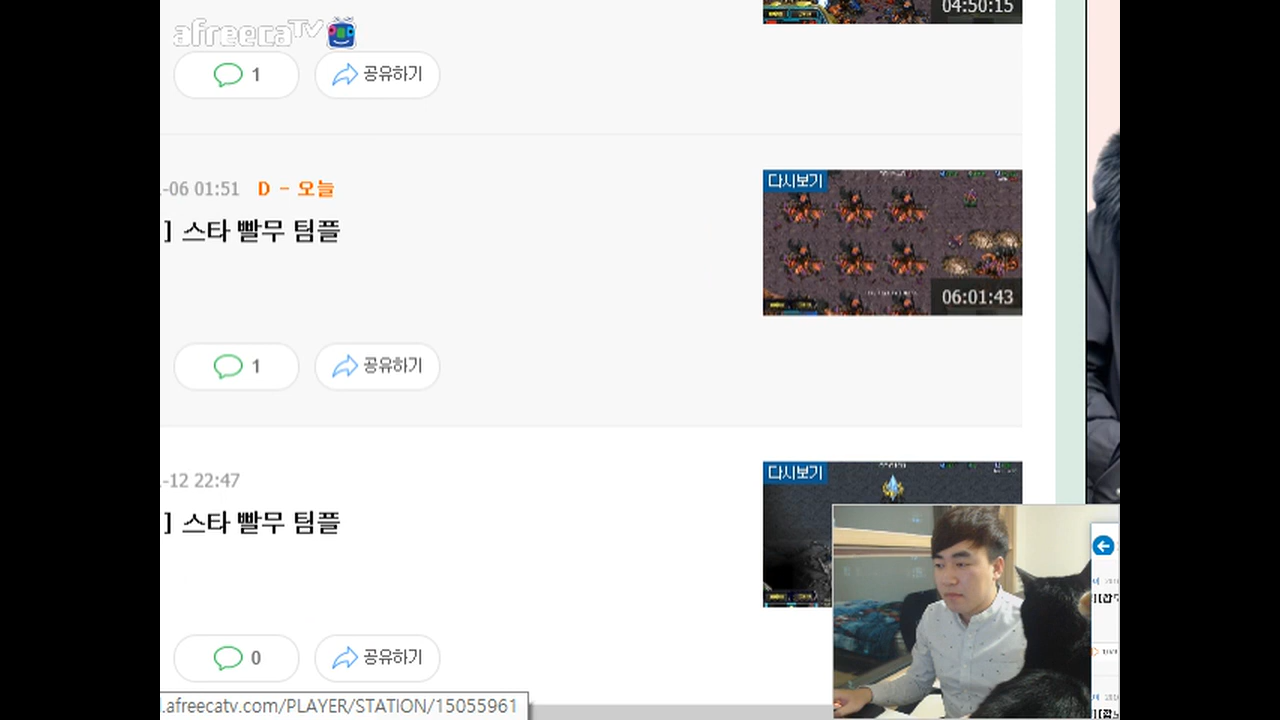 04:50:15
afreecaTV
1
공유하기
-06 01:51 D - 오늘
다시보기
] 스타 빨무 팀플
06:01:43
1
공유하기
-12 22:47
다시보기
] 스타 빨무 팀플
0
공유하기
.afreecatv.com/PLAYER/STATION/15055961